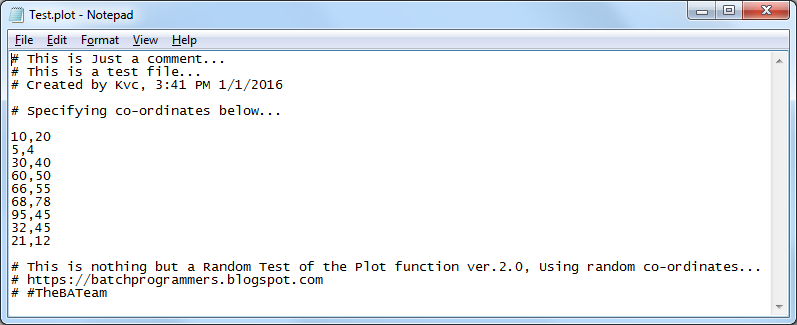 Test.plot - Notepad
File Edit Format View Help
# This is Just a comment...
# This is a test file...
# Created by Kvc, 3:41 PM 1/1/2016
# Specifying co-ordinates below...
10,20
5,4
30,40
60,50
66,55
68,78
95,45
32,45
21,12
# This is nothing but a Random Test of the Plot function ver.2.0, Using random co-ordinates...
# https://batchprogrammers.blogspot.com
# #TheBATeam